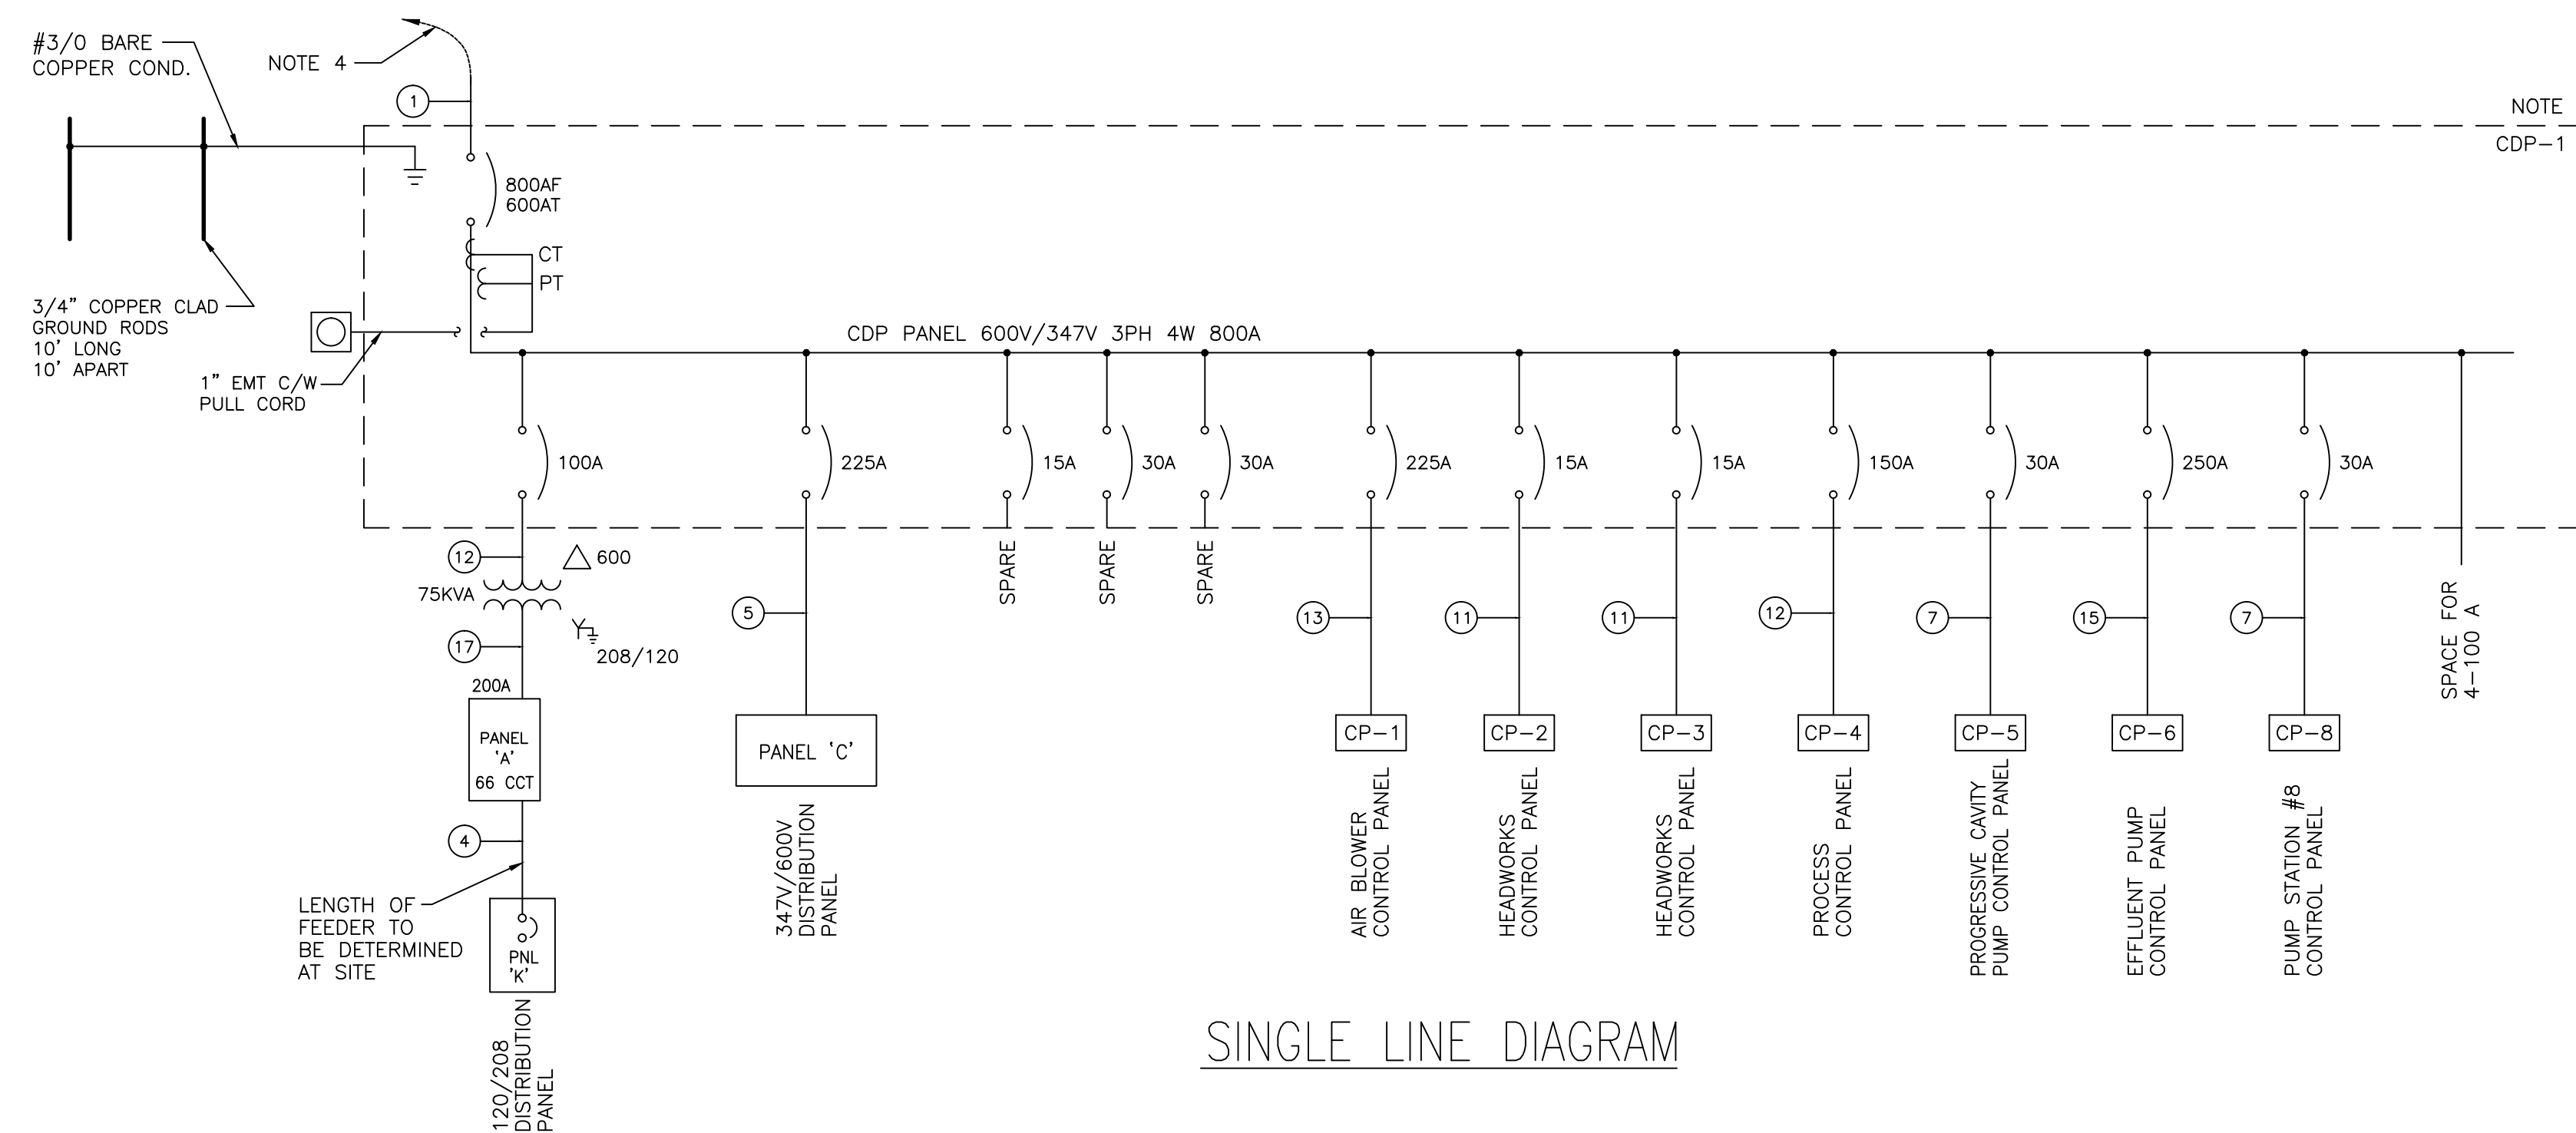 #3/0 BARE
COPPER COND.
NOTE 4
1
NOTE
CDP-1
800AF
600AT
CT
PT
3/4" COPPER CLAD
GROUND RODS
10' LONG
10' APART
1" EMT C/W
PULL CORD
CDP PANEL 600V/347V 3PH 4W 800A
100A
225A
15A
30A
30A
225A
15A
15A
150A
30A
250A
30A
12
600
75KVA
17
208/120
200A
PANEL
'A'
66 CCT
4
LENGTH OF
FEEDER TO
BE DETERMINED
AT SITE
PNL
'K'
120/208
DISTRIBUTION
PANEL
5
PANEL 'C'
347V/600V
DISTRIBUTION
PANEL
SPARE
SPARE
SPARE
13
CP-1
AIR BLOWER
CONTROL PANEL
11
CP-2
HEADWORKS
CONTROL PANEL
11
CP-3
HEADWORKS
CONTROL PANEL
12
CP-4
PROCESS
CONTROL PANEL
7
CP-5
PROGRESSIVE CAVITY
PUMP CONTROL PANEL
15
CP-6
EFFLUENT PUMP
CONTROL PANEL
7
CP-8
PUMP STATION #8
CONTROL PANEL
SPACE FOR
4-100 A
SINGLE LINE DIAGRAM